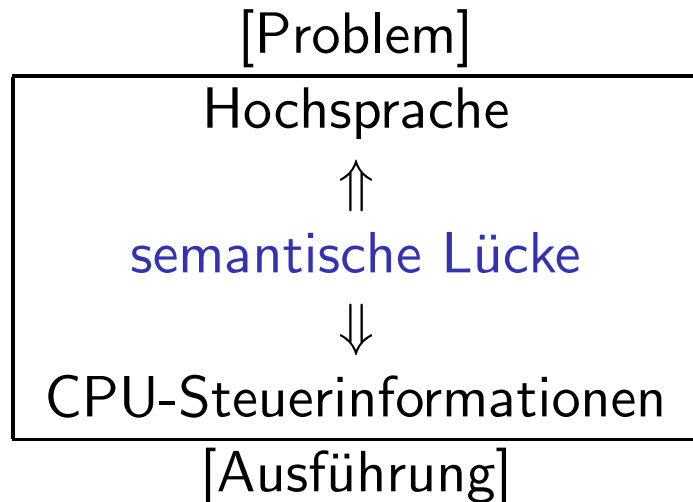 [Problem]
Hochsprache
⇑
semantische Lücke
⇓
CPU-Steuerinformationen
[Ausführung]